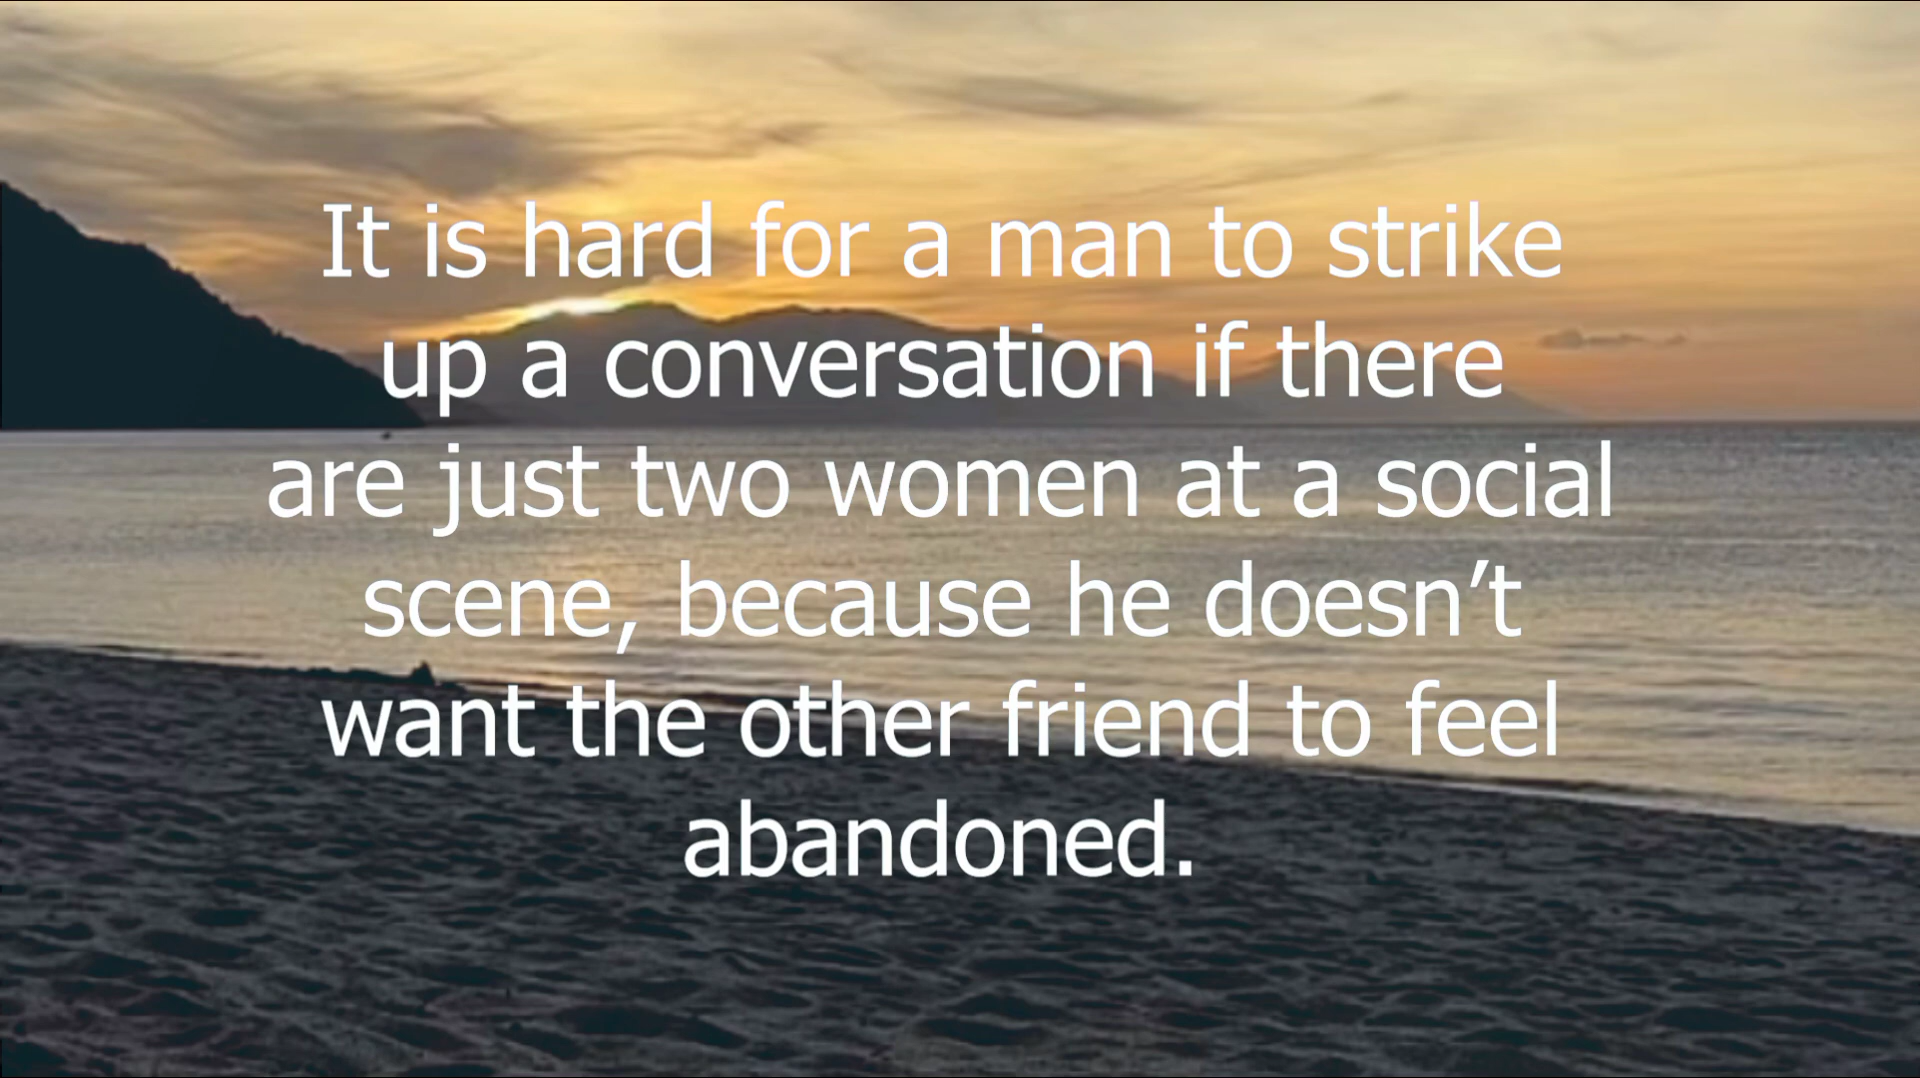 It is hard for a man to strike
up a conversation if there
are just two women at a social
scene, because he doesn’t
want the other friend to feel
abandoned.